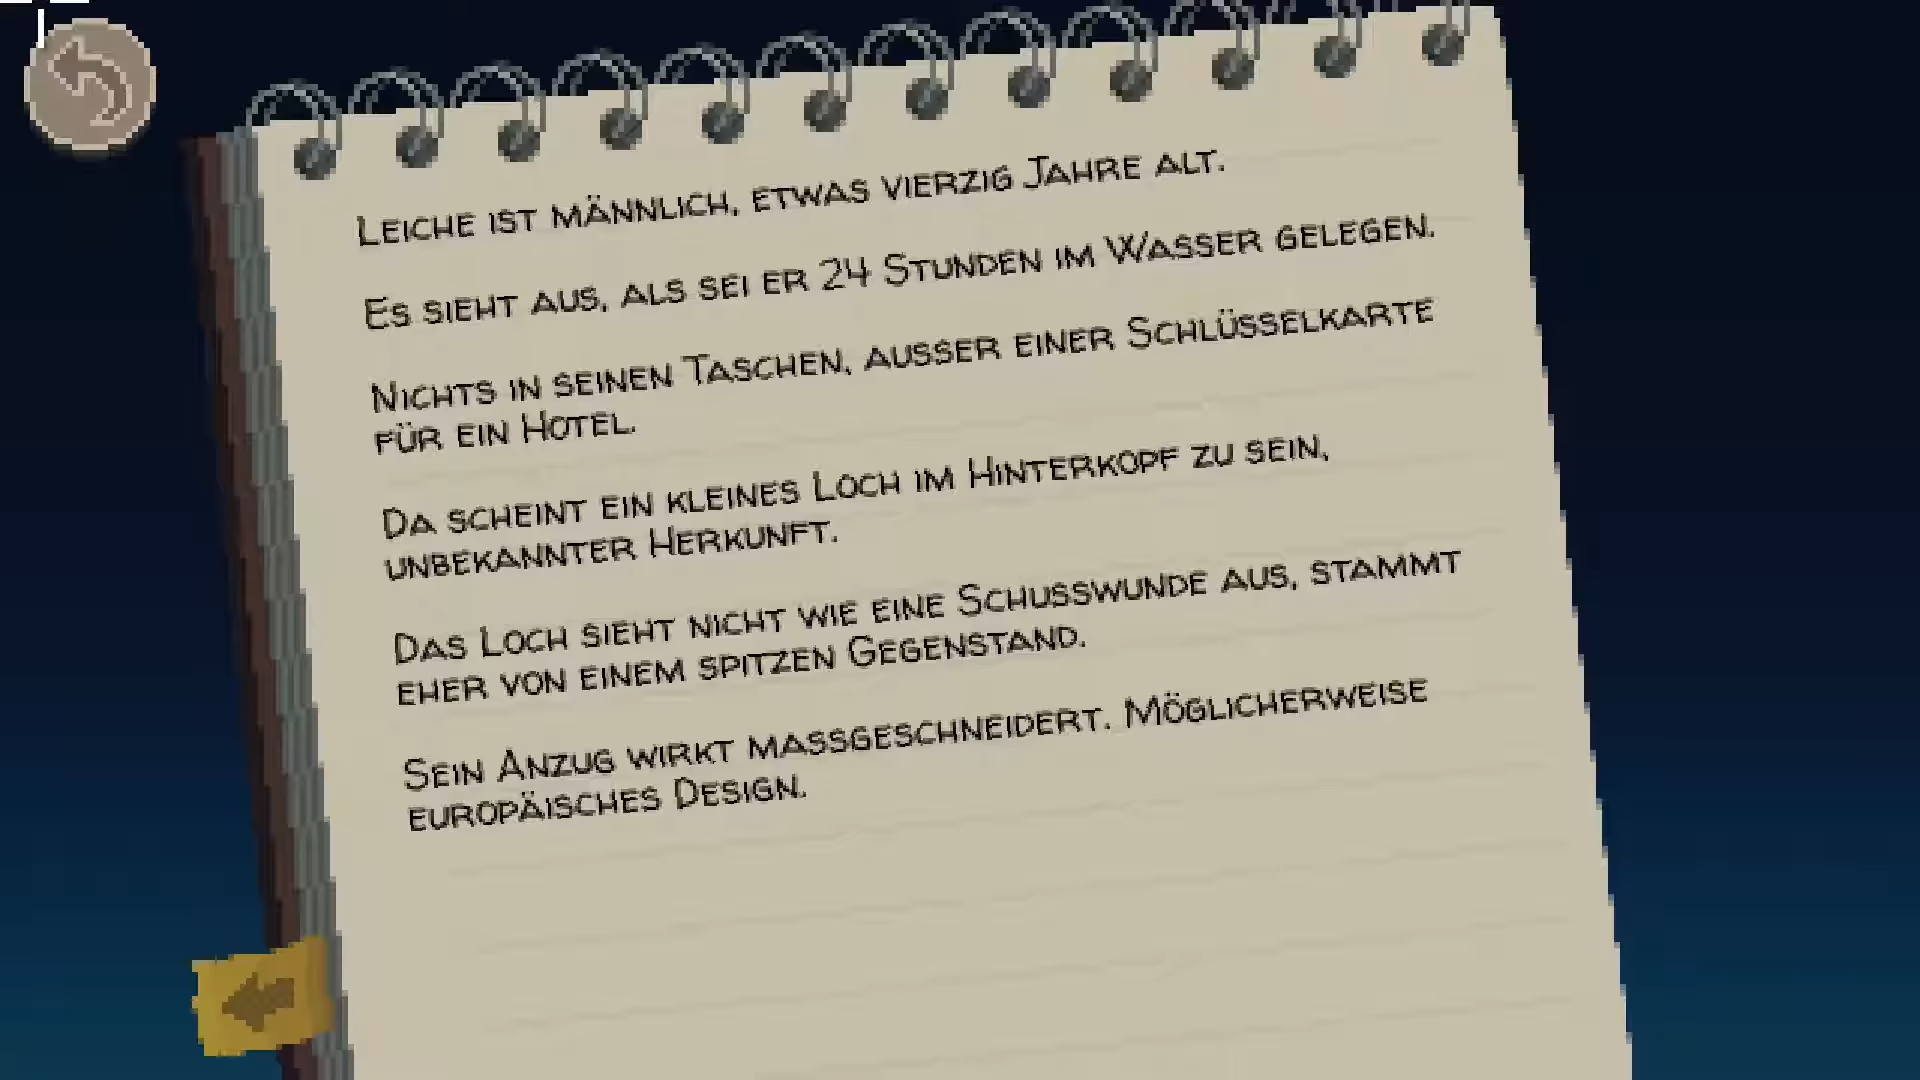 Leiche ist männlich, etwas vierzig Jahre alt.
Es sieht aus, als sei er 24 Stunden im Wasser gelegen.
Nichts in seinen Taschen, ausser einer Schlüsselkarte
für ein Hotel.
Da scheint ein kleines Loch im Hinterkopf zu sein,
unbekannter Herkunft.
Das Loch sieht nicht wie eine Schusswunde aus, stammt
eher von einem spitzen Gegenstand.
Sein Anzug wirkt massgeschneidert. Möglicherweise
europäisches Design.